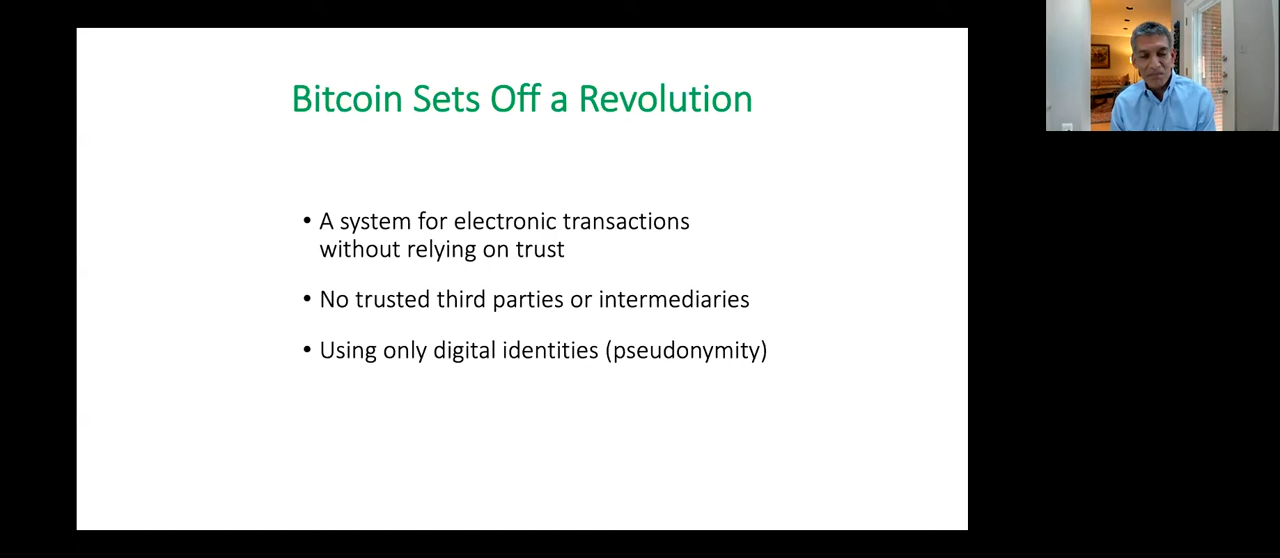 Bitcoin Sets Off a Revolution
• A system for electronic transactions
without relying on trust
• No trusted third parties or intermediaries
• Using only digital identities (pseudonymity)